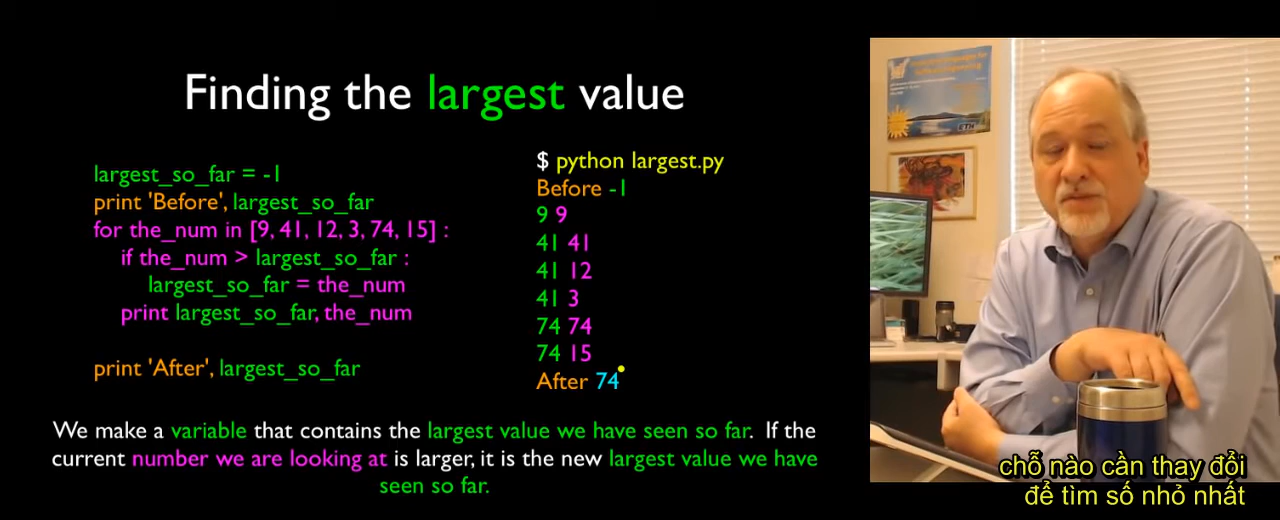 Finding the largest value
largest_so_far = -1
print 'Before', largest_so_far
for the_num in [9, 41, 12, 3, 74, 15] :
if the_num > largest_so_far :
largest_so_far = the_num
print largest_so_far, the_num
print 'After', largest_so_far
$ python largest.py
Before -1
9 9
41 41
41 12
41 3
74 74
74 15
After 74
We make a variable that contains the largest value we have seen so far. If the
current number we are looking at is larger, it is the new largest value we have
seen so far.
ETH
chỗ nào cần thay đổi
để tìm số nhỏ nhất